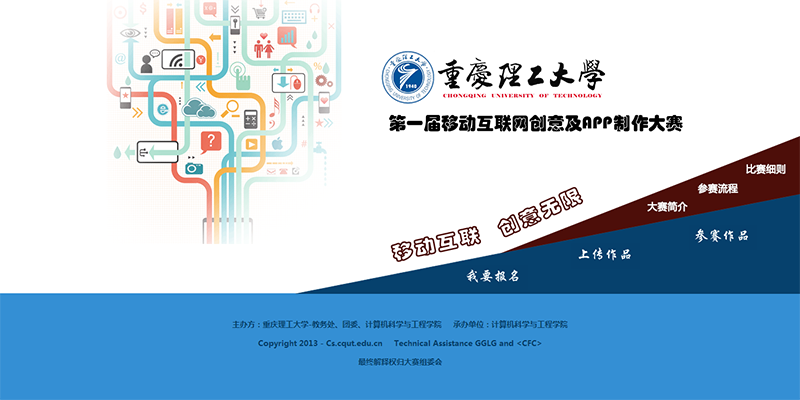 重慶理工大學
CHONGQING UNIVERSITY OF TECHNOLOGY
1940
第一届移动互联网创意及APP制作大赛
移动互联 创意无限
比赛细则
参赛流程
大赛简介
参赛作品
上传作品
我要报名
主办方：重庆理工大学-教务处、团委、计算机科学与工程学院 承办单位：计算机科学与工程学院
Copyright 2013 - Cs.cqut.edu.cn Technical Assistance GGLG and <CFC>
最终解释权归大赛组委会